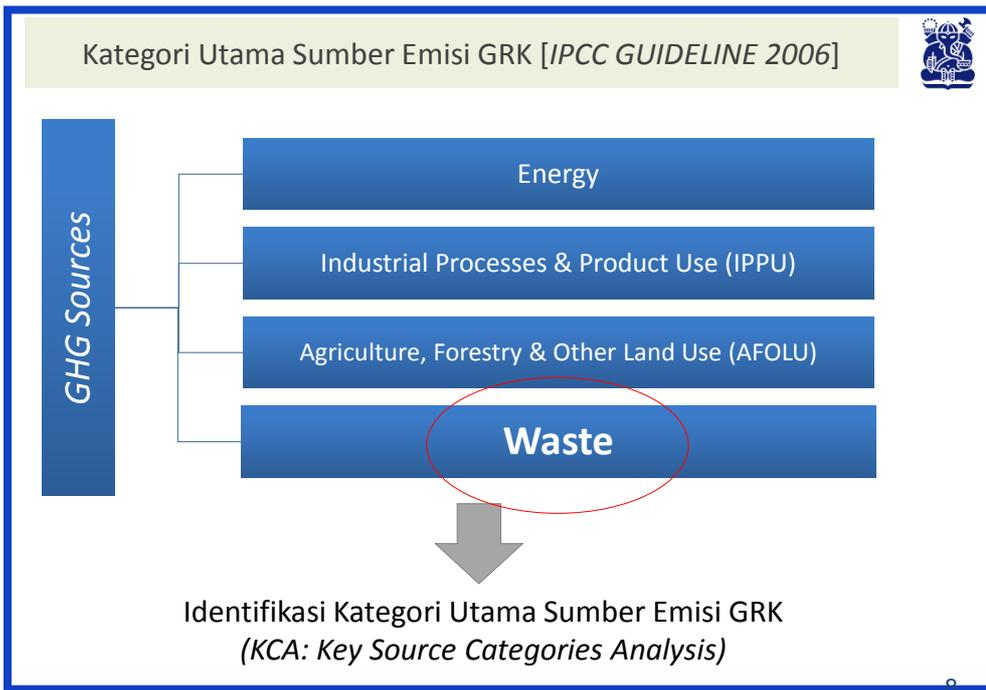 Kategori Utama Sumber Emisi GRK [IPCC GUIDELINE 2006]
GHG Sources
Energy
Industrial Processes & Product Use (IPPU)
Agriculture, Forestry & Other Land Use (AFOLU)
Waste
Identifikasi Kategori Utama Sumber Emisi GRK
(KCA: Key Source Categories Analysis)